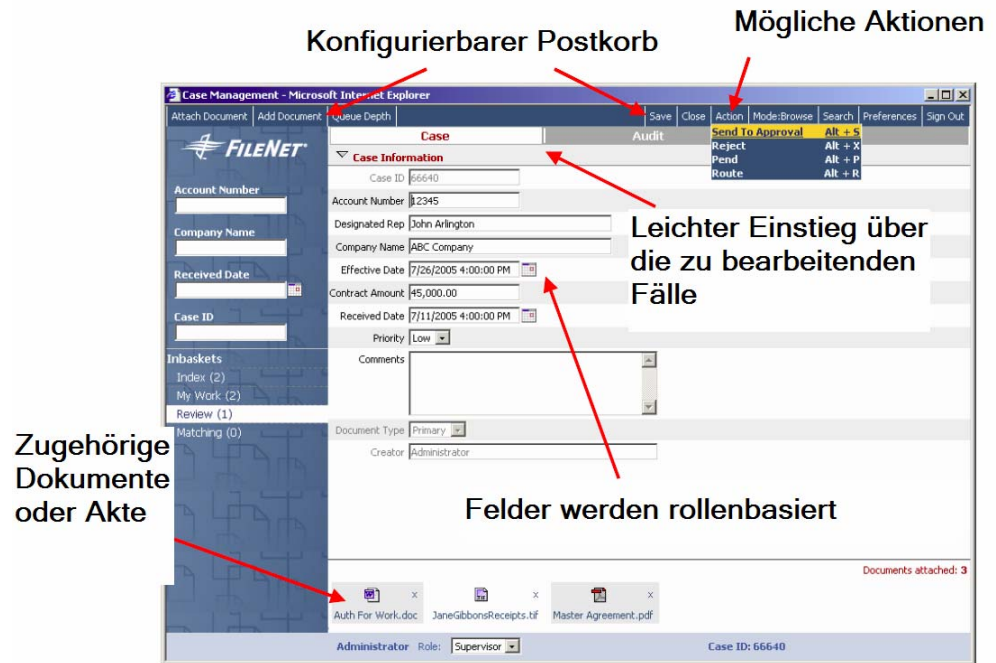 Mögliche Aktionen
Konfigurierbarer Postkorb
Case Management - Microsoft Internet Explorer
Attach Document Add Document Queue Depth Save Close Action Mode:Browse Search Preferences Sign Out
FILENET
Case Audit
Send To Approval Alt + S
Reject Alt + X
Pend Alt + P
Route Alt + R
Case Information
Case ID 66640
Account Number
Account Number 12345
Designated Rep John Arlington
Leichter Einstieg über
die zu bearbeitenden
Fälle
Company Name
Company Name ABC Company
Effective Date 7/26/2005 4:00:00 PM
Received Date
Contract Amount 45,000.00
Received Date 7/11/2005 4:00:00 PM
Case ID
Priority Low
Comments
Inbaskets
Index (2)
My Work (2)
Review (1)
Matching (0)
Document Type Primary
Creator Administrator
Zugehörige
Dokumente
oder Akte
Felder werden rollenbasiert
Documents attached: 3
Auth For Work.doc x
JaneGibbonsReceipts.tif x
Master Agreement.pdf x
Administrator Role: Supervisor Case ID: 66640